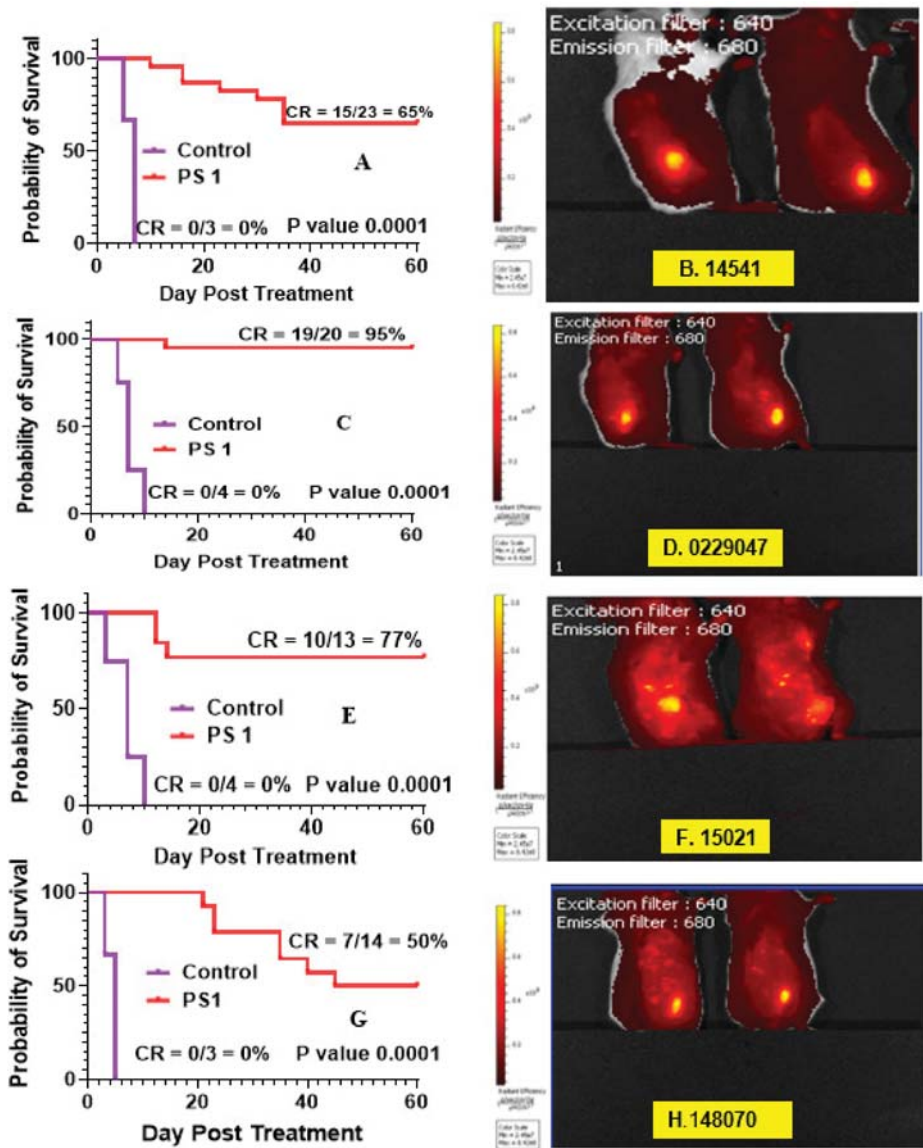 Probability of Survival
100
50
0
CR = 15/23 = 65%
Control
PS 1
A
CR = 0/3 = 0%
P value 0.0001
0
20
40
60
Day Post Treatment
Excitation filter : 640
Emission filter : 680
B. 14541
Probability of Survival
100
50
0
CR = 19/20 = 95%
Control
PS 1
C
CR = 0/4 = 0%
P value 0.0001
0
20
40
60
Day Post Treatment
Excitation filter : 640
Emission filter : 680
1
D. 0229047
Probability of Survival
100
50
0
CR = 10/13 = 77%
Control
PS 1
E
CR = 0/4 = 0%
P value 0.0001
0
20
40
60
Day Post Treatment
Excitation filter : 640
Emission filter : 680
F. 15021
Probability of Survival
100
50
0
CR = 7/14 = 50%
Control
PS1
G
CR = 0/3 = 0%
P value 0.0001
0
20
40
60
Day Post Treatment
Excitation filter : 640
Emission filter : 680
H.148070